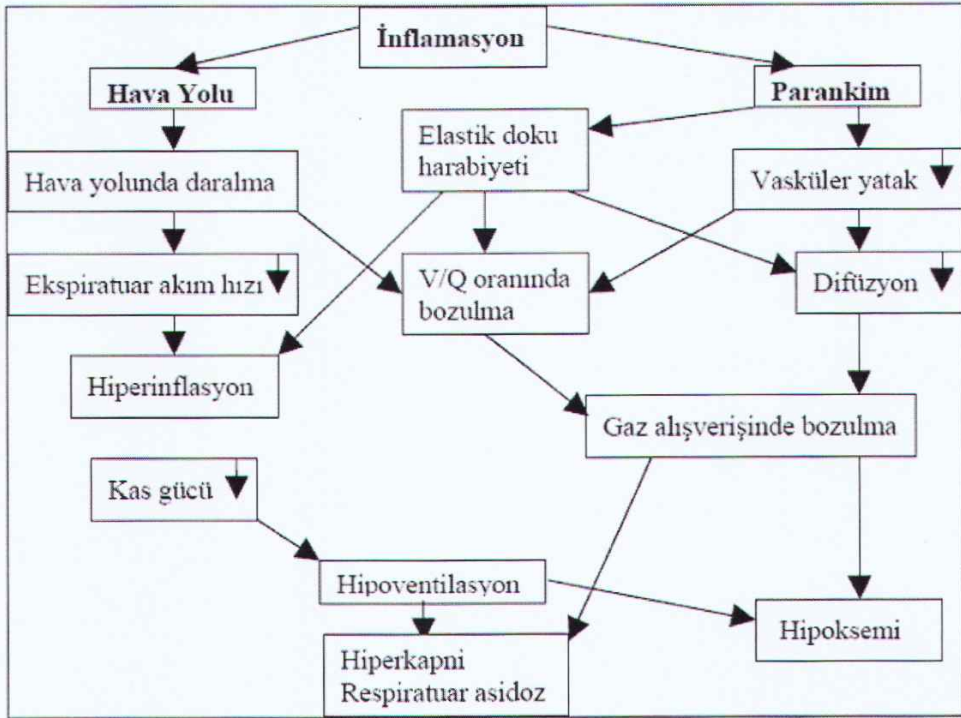 İnflamasyon
Hava Yolu
Parankim
Elastik doku
harabiyeti
Hava yolunda daralma
Vasküler yatak
Ekspiratuar akım hızı
V/Q oranında
bozulma
Difüzyon
Hiperinflasyon
Gaz alışverişinde bozulma
Kas gücü
Hipoventilasyon
Hipoksemi
Hiperkapni
Respiratuar asidoz